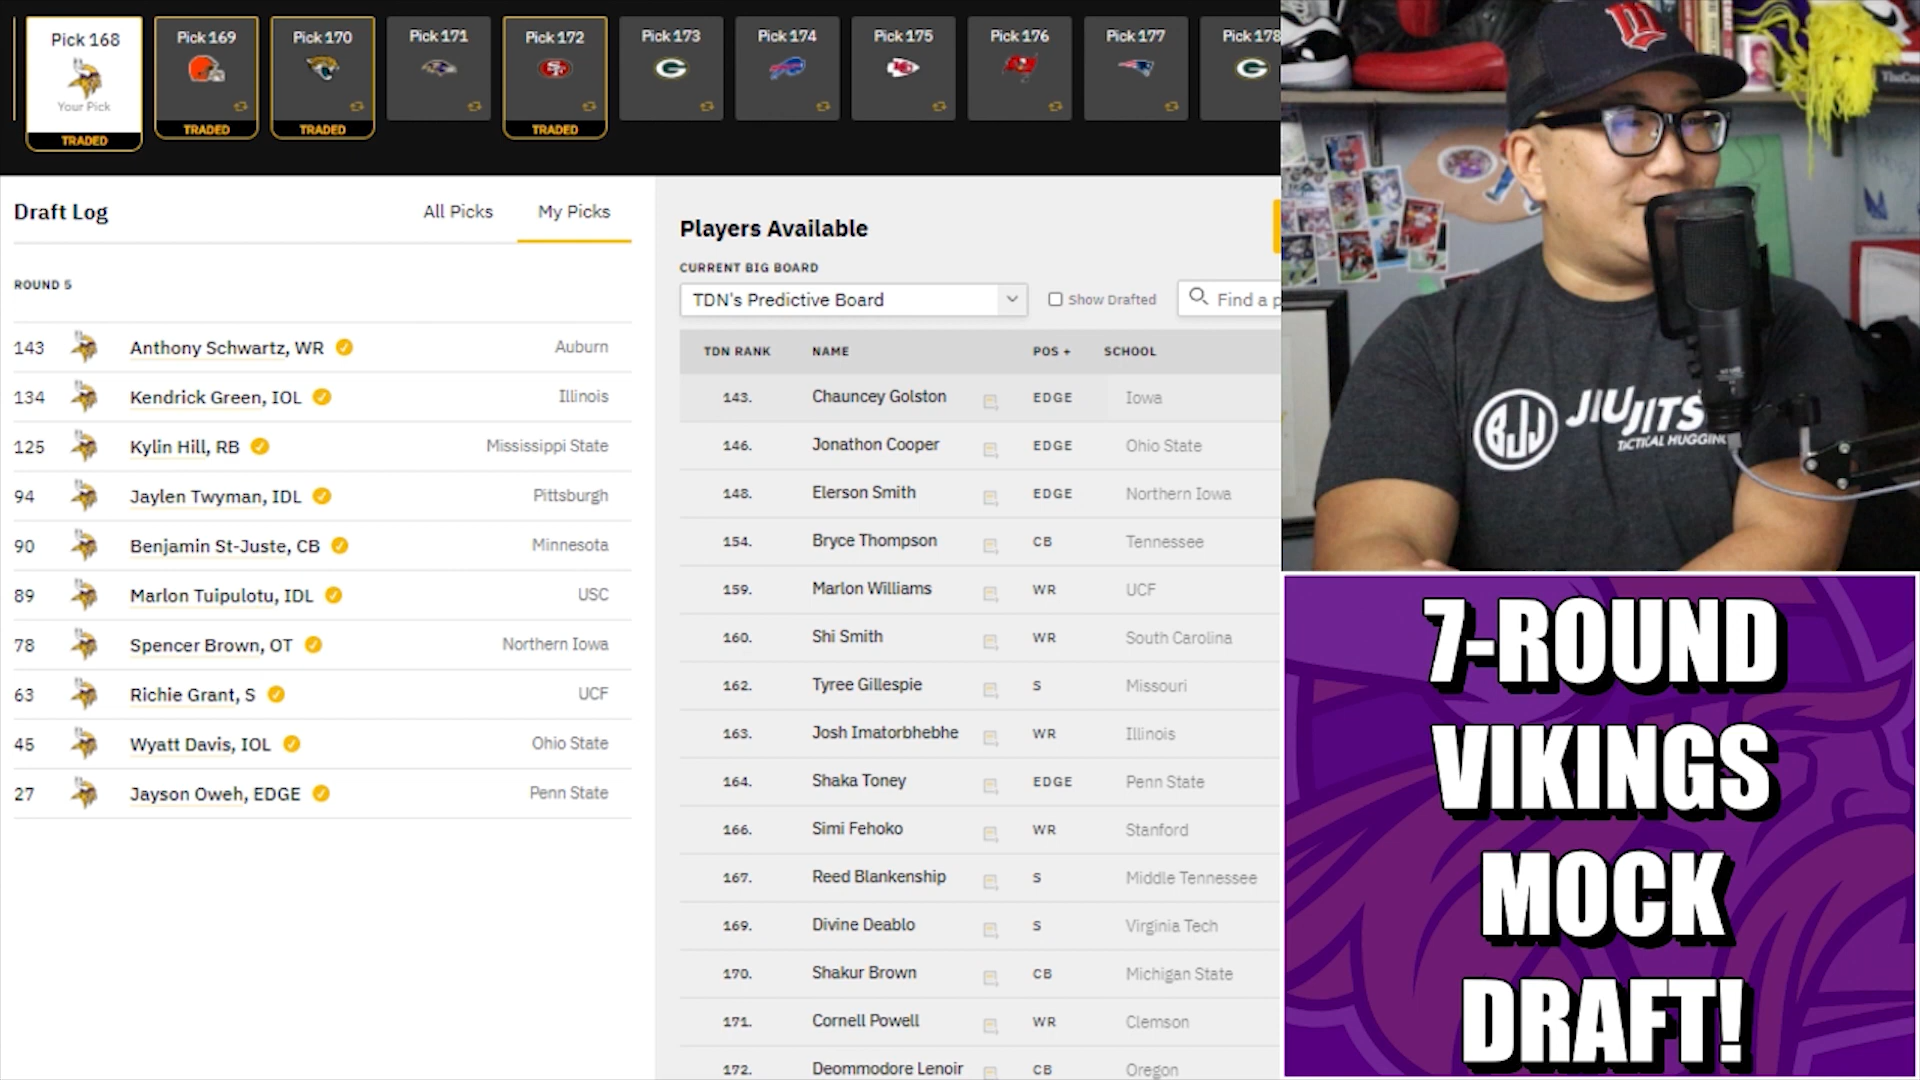 Pick 168
Your Pick
TRADED
Pick 169
TRADED
Pick 170
TRADED
Pick 171
Pick 172
TRADED
Pick 173
Pick 174
Pick 175
Pick 176
Pick 177
Pick 178
Draft Log
All Picks
My Picks
ROUND 5
143 Anthony Schwartz, WR Auburn
134 Kendrick Green, IOL Illinois
125 Kylin Hill, RB Mississippi State
94 Jaylen Twyman, IDL Pittsburgh
90 Benjamin St-Juste, CB Minnesota
89 Marlon Tuipulotu, IDL USC
78 Spencer Brown, OT Northern Iowa
63 Richie Grant, S UCF
45 Wyatt Davis, IOL Ohio State
27 Jayson Oweh, EDGE Penn State
Players Available
CURRENT BIG BOARD
TDN's Predictive Board
Show Drafted
Find a p
TDN RANK NAME POS + SCHOOL
143. Chauncey Golston EDGE Iowa
146. Jonathon Cooper EDGE Ohio State
148. Elerson Smith EDGE Northern Iowa
154. Bryce Thompson CB Tennessee
159. Marlon Williams WR UCF
160. Shi Smith WR South Carolina
162. Tyree Gillespie S Missouri
163. Josh Imatorbhebhe WR Illinois
164. Shaka Toney EDGE Penn State
166. Simi Fehoko WR Stanford
167. Reed Blankenship S Middle Tennessee
169. Divine Deablo S Virginia Tech
170. Shakur Brown CB Michigan State
171. Cornell Powell WR Clemson
172. Deommodore Lenoir CB Oregon
BJJ
JIUJITS
TACTICAL HUGGIN
7-ROUND
VIKINGS
MOCK
DRAFT!